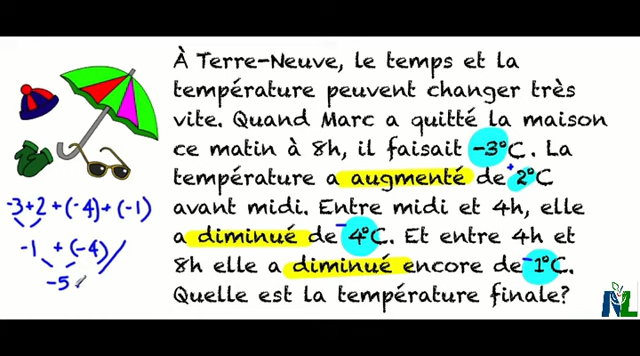 À Terre-Neuve, le temps et la
température peuvent changer très
vite. Quand Marc a quitté la maison
ce matin à 8h, il faisait -3°C. La
température a augmenté de +2°C
avant midi. Entre midi et 4h, elle
a diminué de -4°C. Et entre 4h et
8h elle a diminué encore de -1°C.
Quelle est la température finale?
-3+2 +(-4)+(-1)
-1 +(-4)
-5
NL